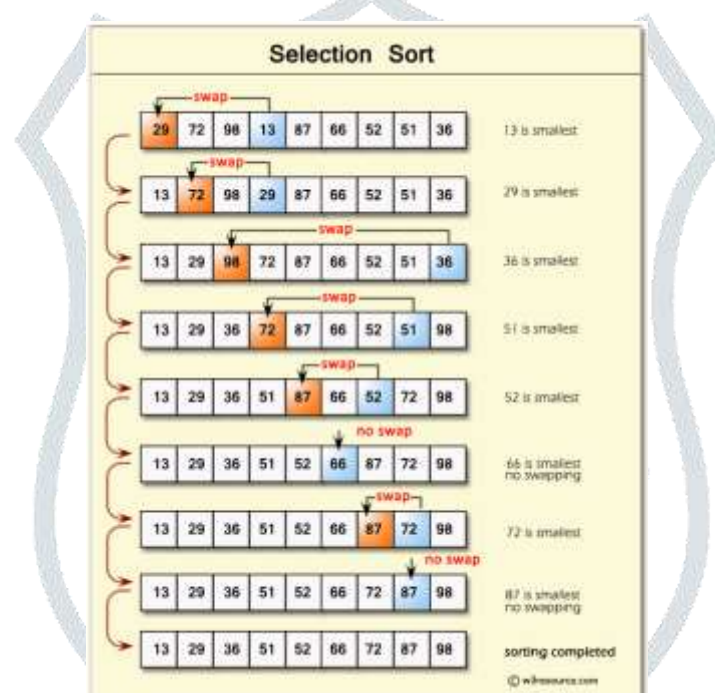 Selection Sort
swap
29 72 98 13 87 66 52 51 36 13 is smallest
swap
13 72 98 29 87 66 52 51 36 29 is smallest
swap
13 29 98 72 87 66 52 51 36 36 is smallest
swap
13 29 36 72 87 66 52 51 98 51 is smallest
swap
13 29 36 51 87 66 52 72 98 52 is smallest
no swap
13 29 36 51 52 66 87 72 98 66 is smallest
no swapping
swap
13 29 36 51 52 66 87 72 98 72 is smallest
no swap
13 29 36 51 52 66 72 87 98 87 is smallest
no swapping
13 29 36 51 52 66 72 87 98 sorting completed
©